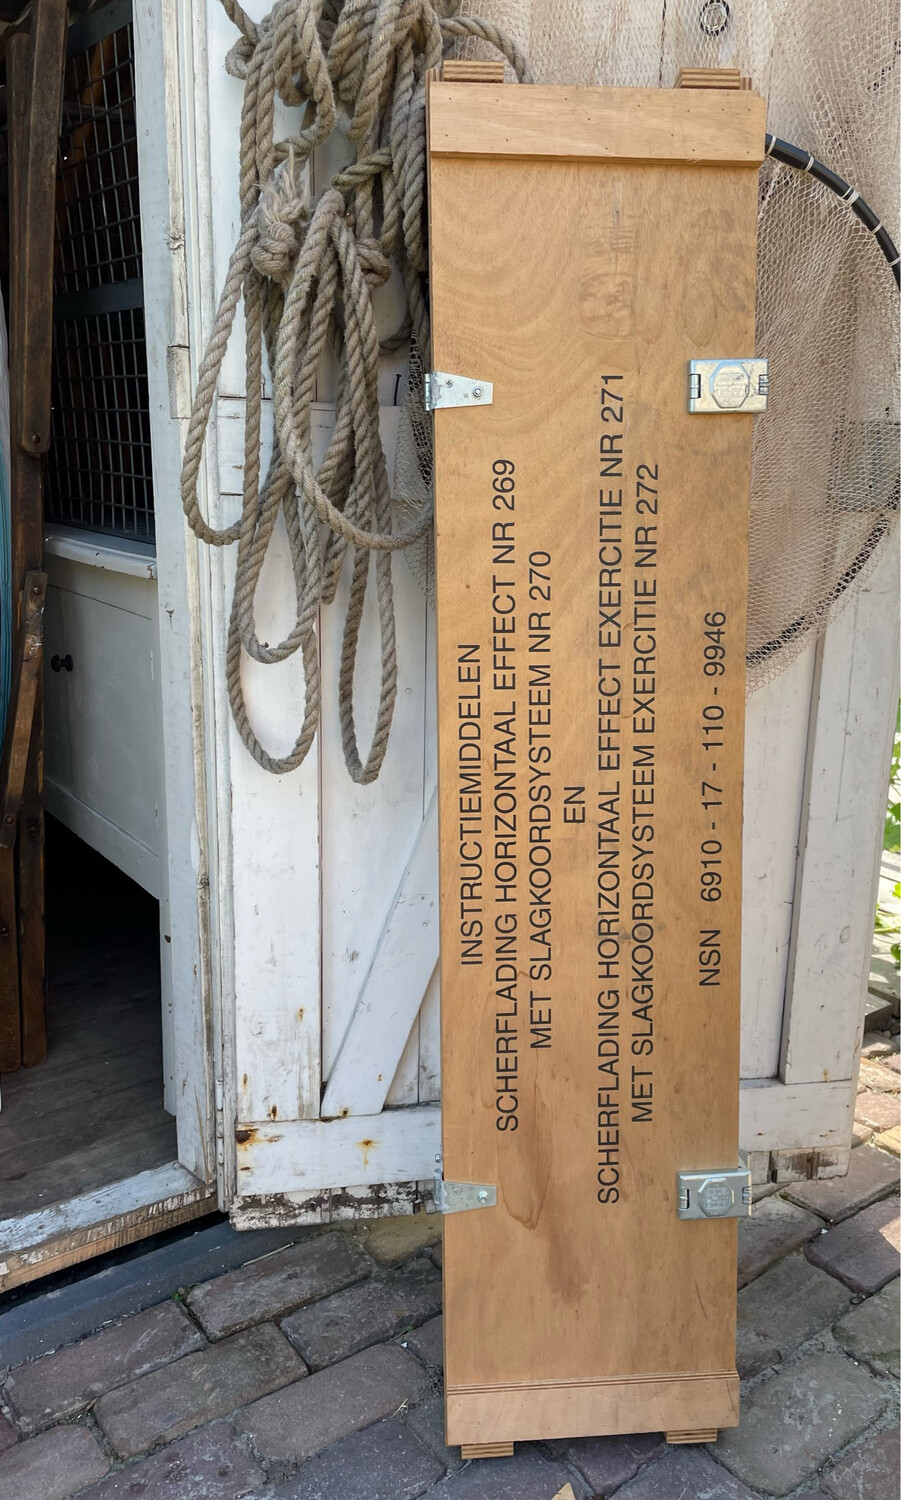 INSTRUCTIEMIDDELEN
SCHERFLADING HORIZONTAAL EFFECT NR 269
MET SLAGKOORDSYSTEEM NR 270
EN
SCHERFLADING HORIZONTAAL EFFECT EXERCITIE NR 271
MET SLAGKOORDSYSTEEM EXERCITIE NR 272
NSN 6910 - 17 - 110 - 9946